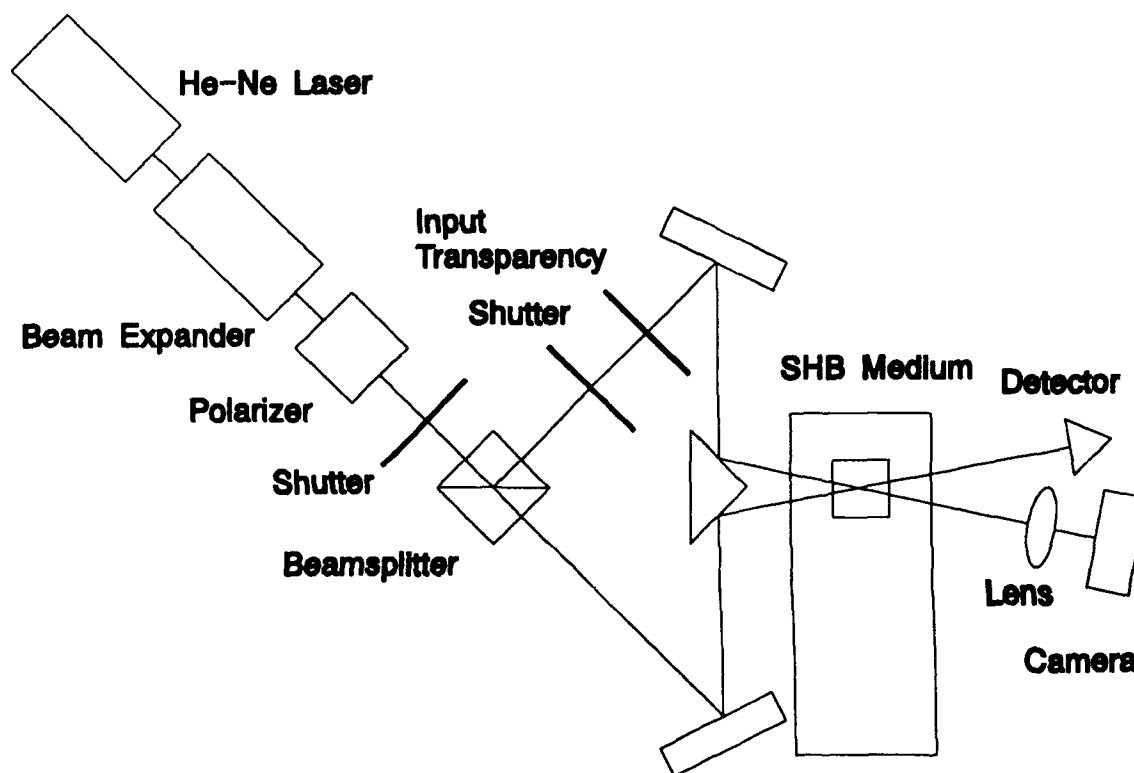 He-Ne Laser
Input
Transparency
Shutter
Beam Expander
SHB Medium
Detector
Polarizer
Shutter
Beamsplitter
Lens
Camera